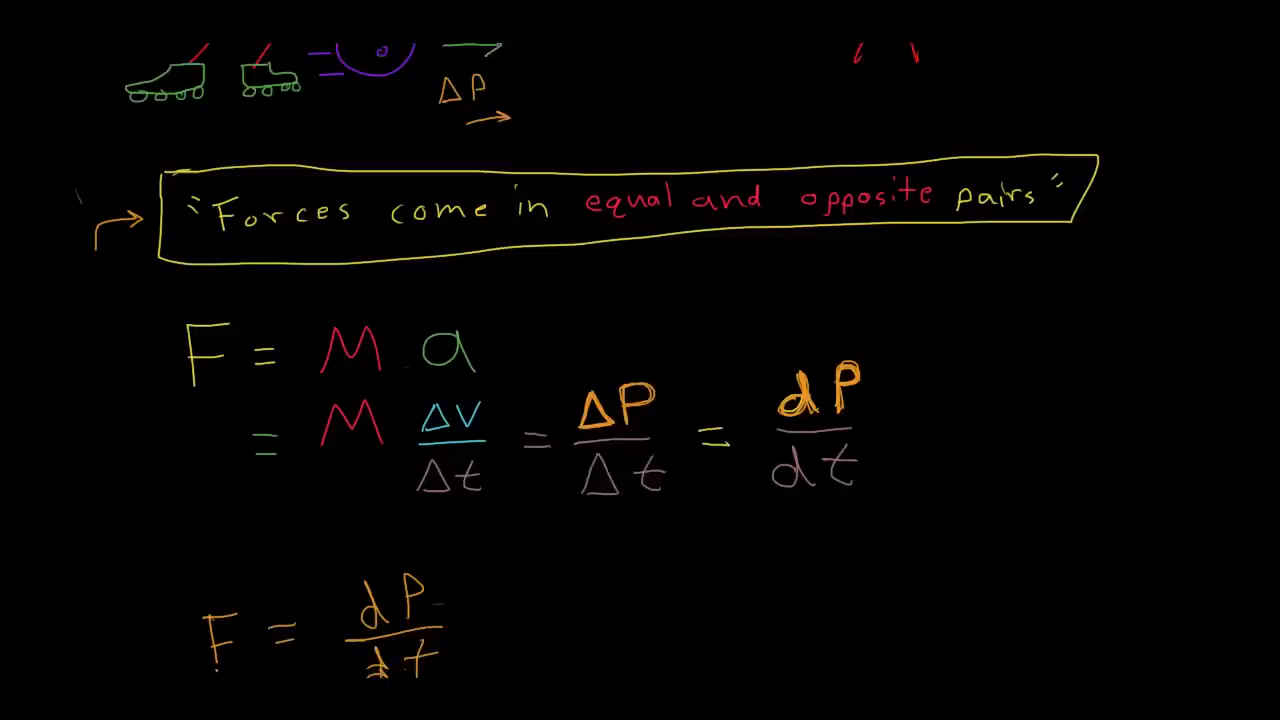 ΔP
"Forces come in equal and opposite pairs"
F = M a
= M ΔV/Δt = ΔP/Δt = dP/dt
F = dP/dt